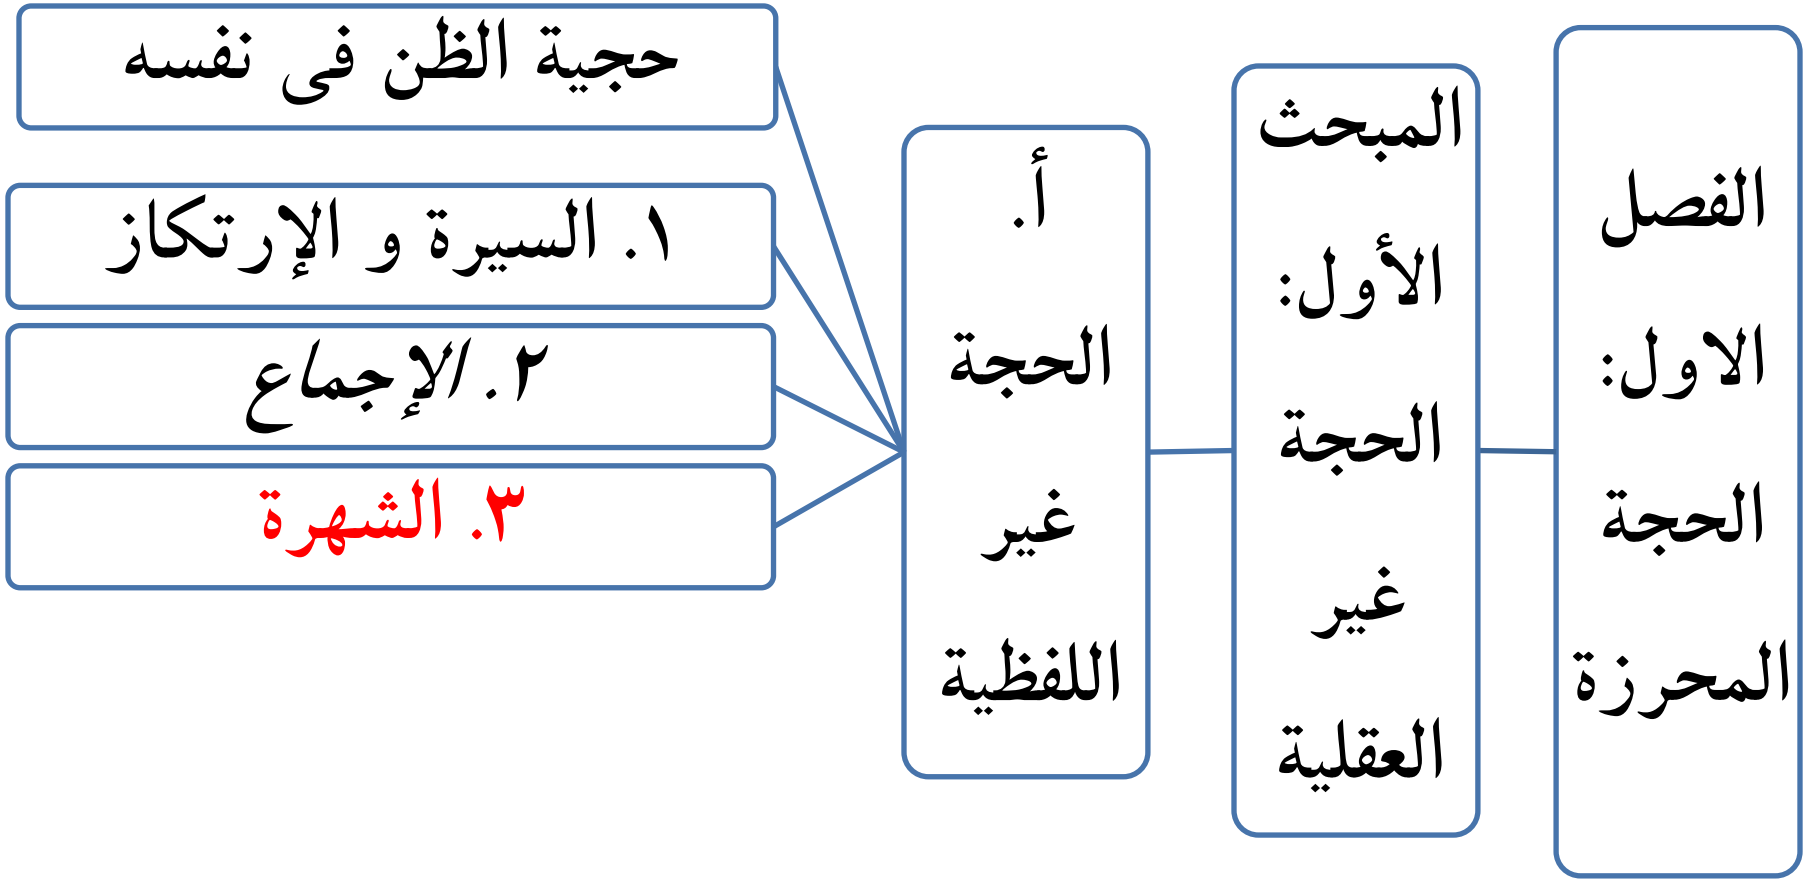 الفصل
الاول:
الحجة
المحرزة
المبحث
الأول:
الحجة
غير
العقلية
أ.
الحجة
غير
اللفظية
حجية الظن فى نفسه
١. السيرة و الإرتكاز
٢. الإجماع
٣. الشهرة